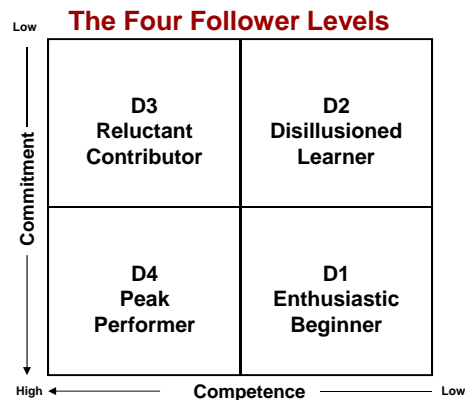 The Four Follower Levels
Low
D3
Reluctant
Contributor
D2
Disillusioned
Learner
Commitment
D4
Peak
Performer
D1
Enthusiastic
Beginner
High
Competence
Low